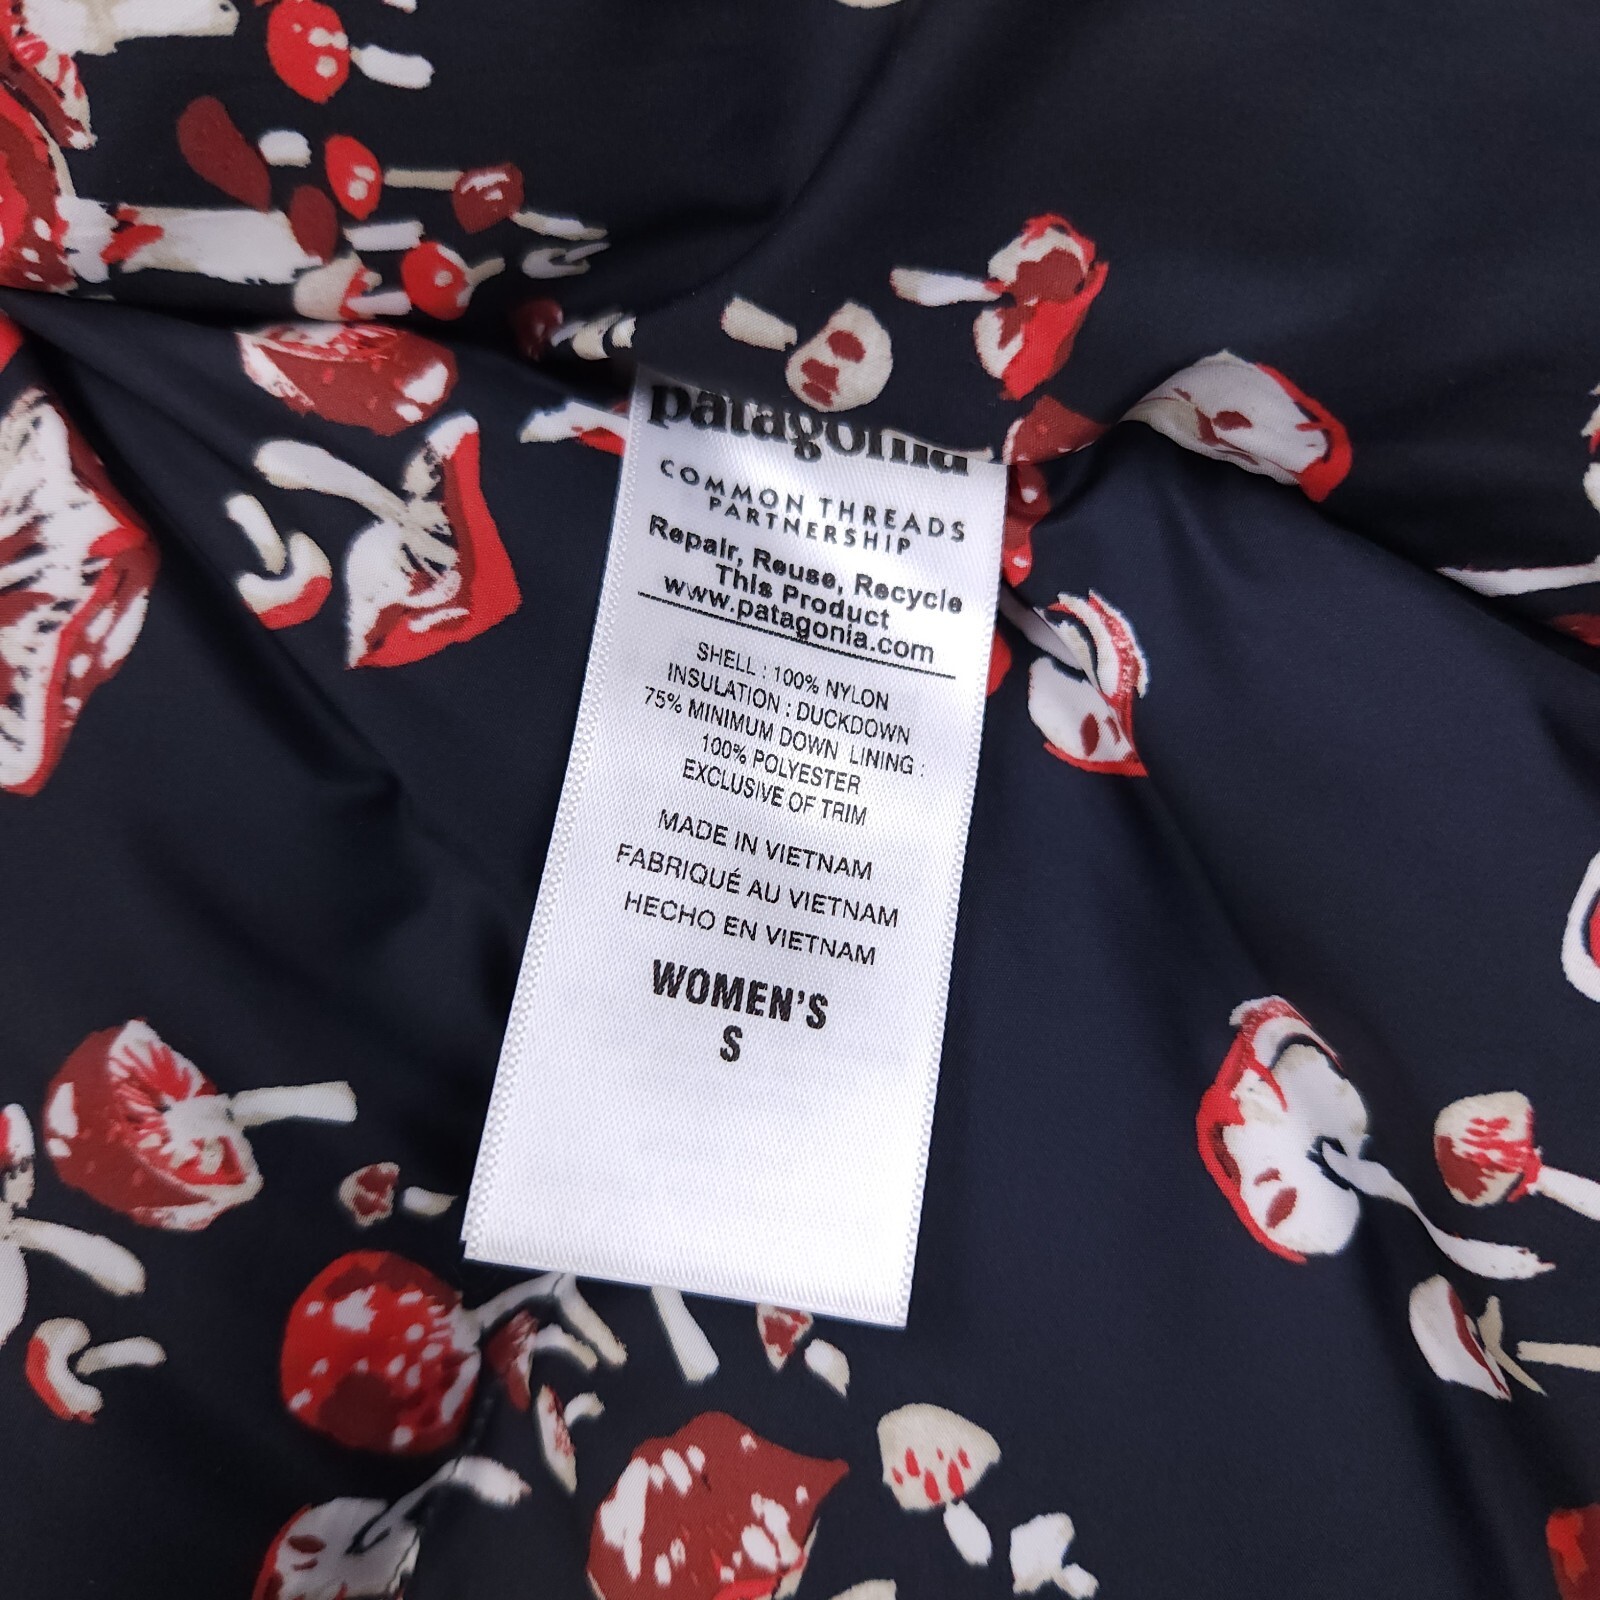 patagonia
COMMON THREADS
PARTNERSHIP
Repair, Reuse, Recycle
This Product
www.patagonia.com
SHELL : 100% NYLON
INSULATION : DUCKDOWN
75% MINIMUM DOWN LINING :
100% POLYESTER
EXCLUSIVE OF TRIM
MADE IN VIETNAM
FABRIQUÉ AU VIETNAM
HECHO EN VIETNAM
WOMEN'S
S